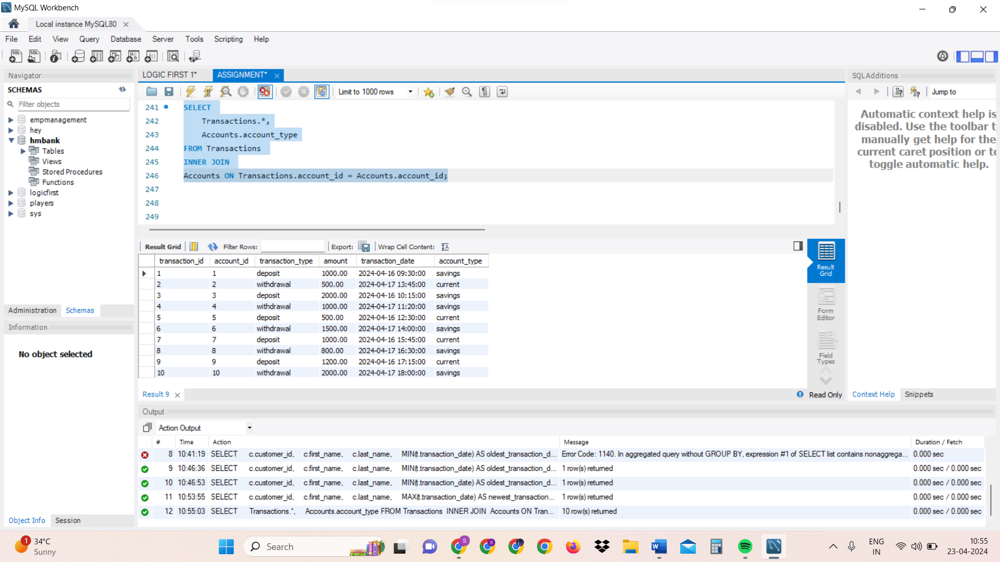 MySQL Workbench
Local instance MySQL80
File Edit View Query Database Server Tools Scripting Help
Navigator
SCHEMAS
Filter objects
empmanagement
hey
hmbank
Tables
Views
Stored Procedures
Functions
logicfirst
players
sys
Administration Schemas
Information
No object selected
Object Info Session
LOGIC FIRST 1* ASSIGNMENT*
Limit to 1000 rows
241 SELECT
242 Transactions.*,
243 Accounts.account_type
244 FROM Transactions
245 INNER JOIN
246 Accounts ON Transactions.account_id = Accounts.account_id;
247
248
249
Result Grid Filter Rows: Export: Wrap Cell Content:
transaction_id account_id transaction_type amount transaction_date account_type
1 1 deposit 1000.00 2024-04-16 09:30:00 savings
2 2 withdrawal 500.00 2024-04-17 13:45:00 current
3 3 deposit 2000.00 2024-04-16 10:15:00 savings
4 4 withdrawal 1000.00 2024-04-17 11:20:00 savings
5 5 deposit 500.00 2024-04-16 12:30:00 current
6 6 withdrawal 1500.00 2024-04-17 14:00:00 savings
7 7 deposit 1000.00 2024-04-16 15:45:00 current
8 8 withdrawal 800.00 2024-04-17 16:30:00 savings
9 9 deposit 1200.00 2024-04-16 17:15:00 current
10 10 withdrawal 2000.00 2024-04-17 18:00:00 savings
Result
Grid
Form
Editor
Field
Types
Result 9 Read Only
SQLAdditions
Jump to
Automatic context help is
disabled. Use the toolbar t
manually get help for the
current caret position or to
toggle automatic help.
Context Help Snippets
Output
Action Output
# Time Action Message Duration / Fetch
8 10:41:19 SELECT c.customer_id, c.first_name, c.last_name, MIN(t.transaction_date) AS oldest_transaction_d... Error Code: 1140. In aggregated query without GROUP BY, expression #1 of SELECT list contains nonaggrega... 0.000 sec
9 10:46:36 SELECT c.customer_id, c.first_name, c.last_name, MIN(t.transaction_date) AS oldest_transaction_d... 1 row(s) returned 0.000 sec / 0.000 sec
10 10:46:53 SELECT c.customer_id, c.first_name, c.last_name, MIN(t.transaction_date) AS oldest_transaction_d... 1 row(s) returned 0.000 sec / 0.000 sec
11 10:53:55 SELECT c.customer_id, c.first_name, c.last_name, MAX(t.transaction_date) AS newest_transaction... 1 row(s) returned 0.000 sec / 0.000 sec
12 10:55:03 SELECT Transactions.*, Accounts.account_type FROM Transactions INNER JOIN Accounts ON Tran... 10 row(s) returned 0.000 sec / 0.000 sec
1
34°C
Sunny
Search
ENG
IN
10:55
23-04-2024